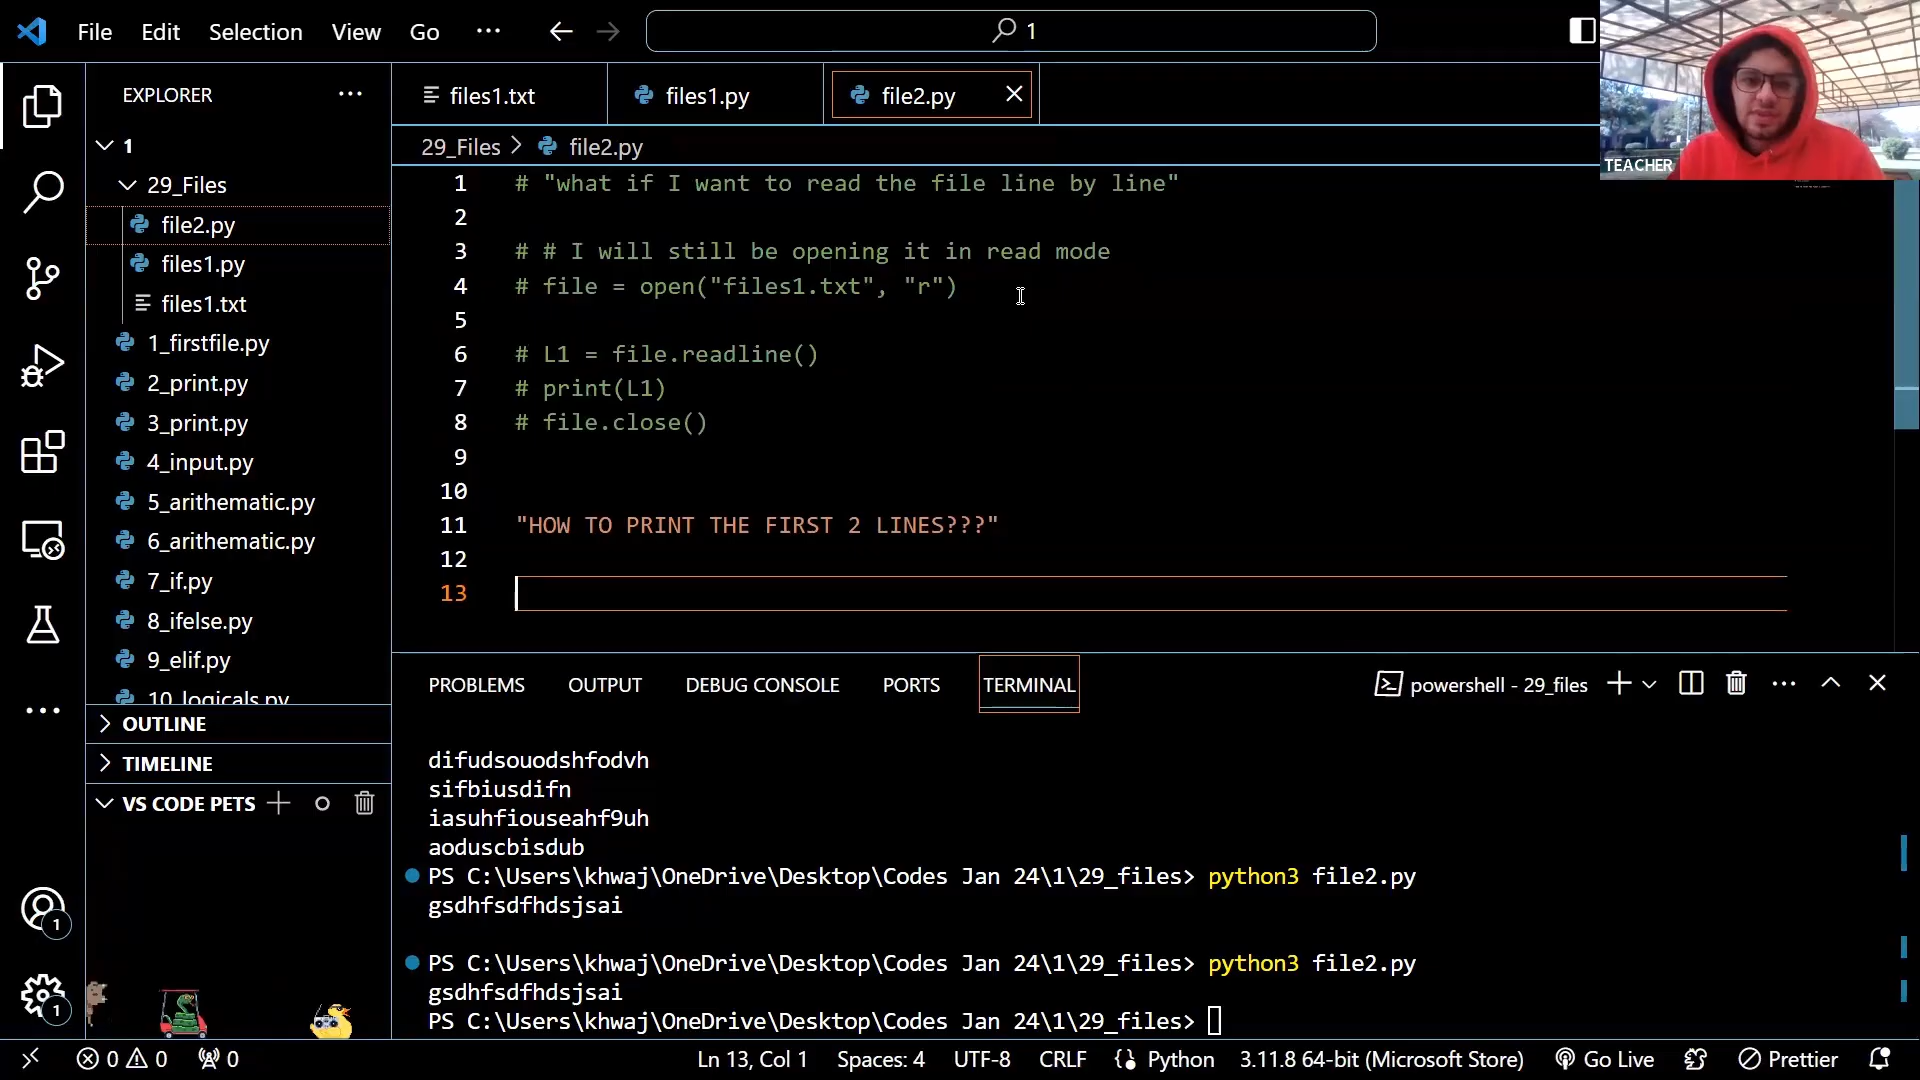 File Edit Selection View Go ··· 1
EXPLORER ···
1
29_Files
file2.py
files1.py
files1.txt
1_firstfile.py
2_print.py
3_print.py
4_input.py
5_arithematic.py
6_arithematic.py
7_if.py
8_ifelse.py
9_elif.py
10_logicals.py
OUTLINE
TIMELINE
VS CODE PETS
1
1
files1.txt files1.py file2.py
29_Files > file2.py
TEACHER
1 # "what if I want to read the file line by line"
2
3 # # I will still be opening it in read mode
4 # file = open("files1.txt", "r")
5
6 # L1 = file.readline()
7 # print(L1)
8 # file.close()
9
10
11 "HOW TO PRINT THE FIRST 2 LINES???"
12
13
PROBLEMS OUTPUT DEBUG CONSOLE PORTS TERMINAL powershell - 29_files
difudsouodshfodvh
sifbiusdifn
iasuhfiouseahf9uh
aoduscbisdub
PS C:\Users\khwaj\OneDrive\Desktop\Codes Jan 24\1\29_files> python3 file2.py
gsdhfsdfhdsjsai
PS C:\Users\khwaj\OneDrive\Desktop\Codes Jan 24\1\29_files> python3 file2.py
gsdhfsdfhdsjsai
PS C:\Users\khwaj\OneDrive\Desktop\Codes Jan 24\1\29_files>
0 0 0 Ln 13, Col 1 Spaces: 4 UTF-8 CRLF Python 3.11.8 64-bit (Microsoft Store) Go Live Prettier